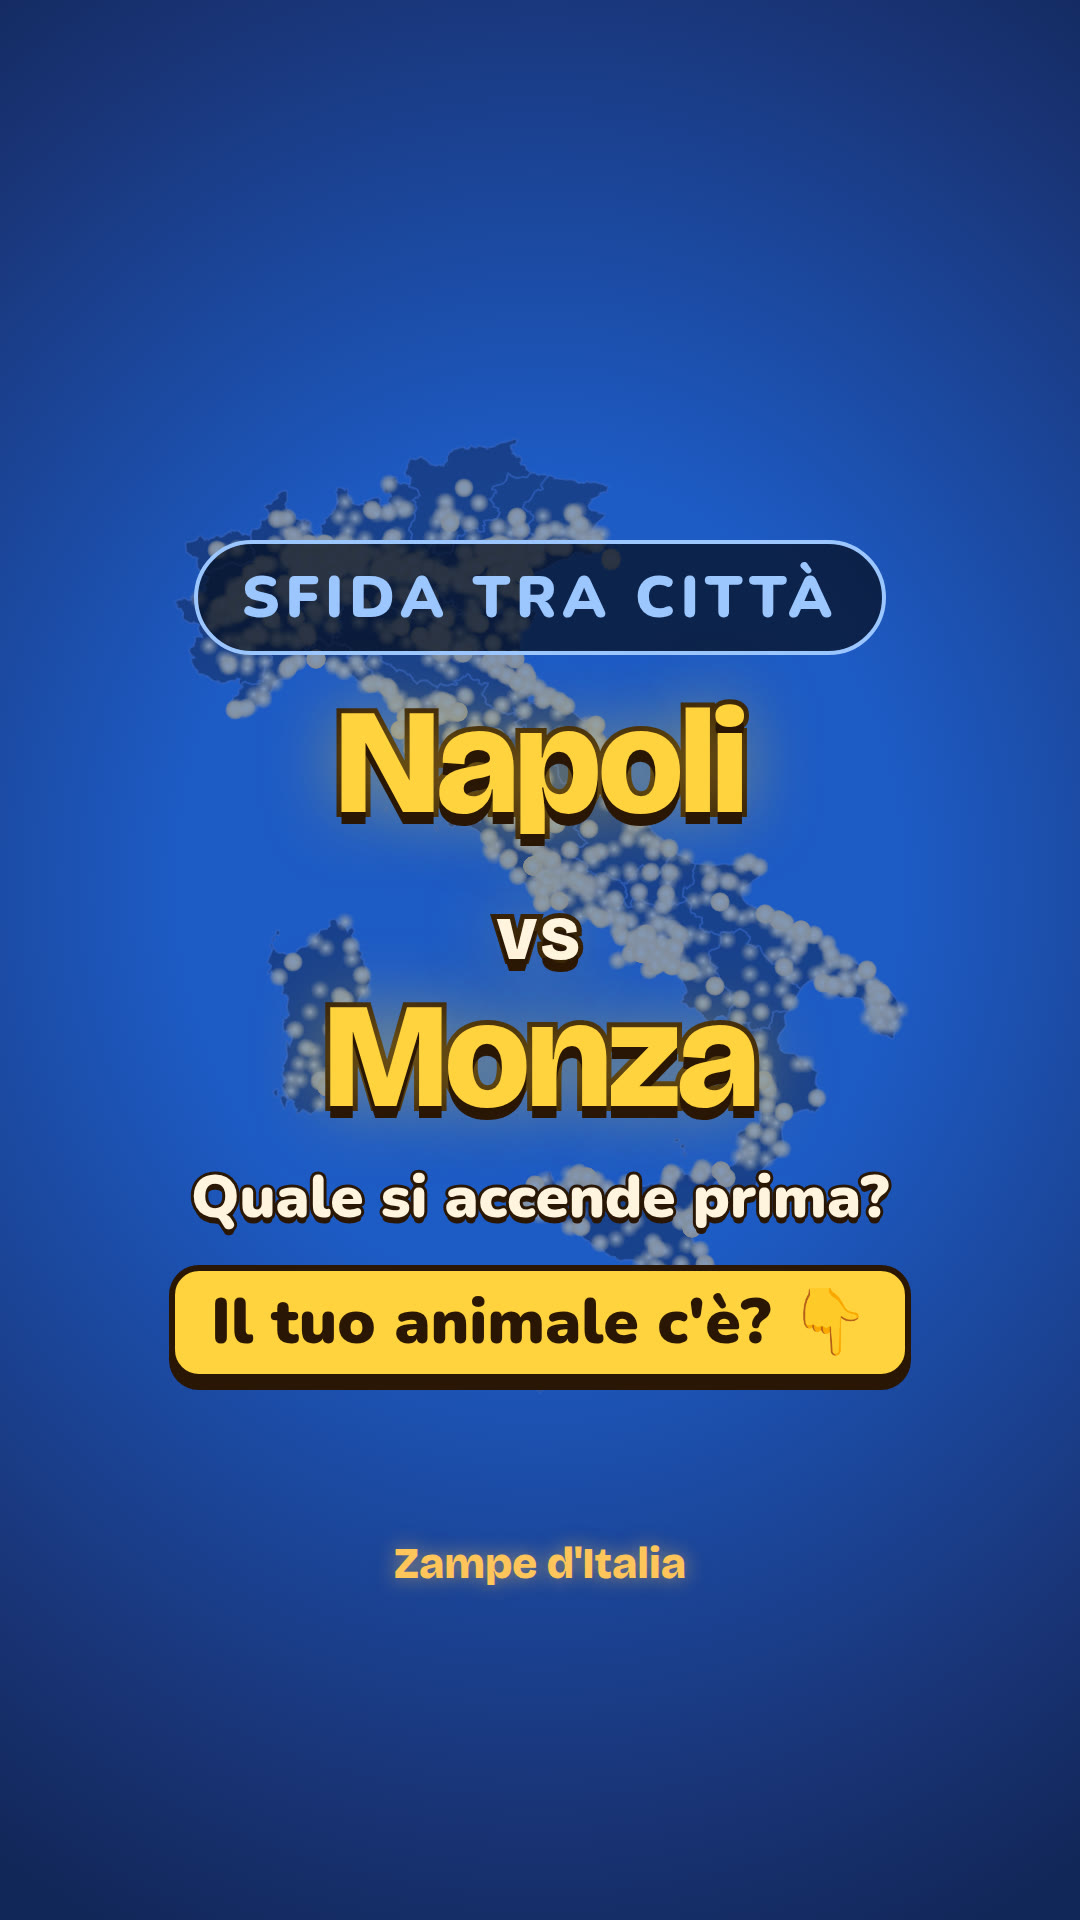 SFIDA TRA CITTÀ
Napoli
vs
Monza
Quale si accende prima?
Il tuo animale c'è? 👇
Zampe d'Italia